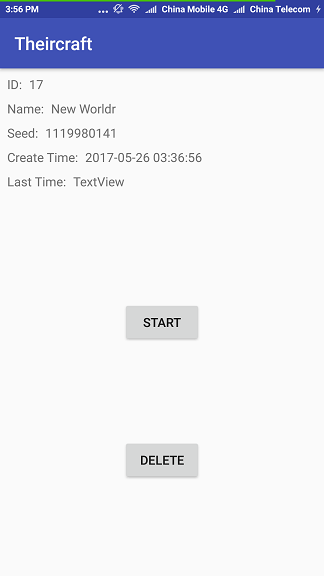 3:56 PM ... China Mobile 4G China Telecom
Theircraft
ID: 17
Name: New Worldr
Seed: 1119980141
Create Time: 2017-05-26 03:36:56
Last Time: TextView
START
DELETE